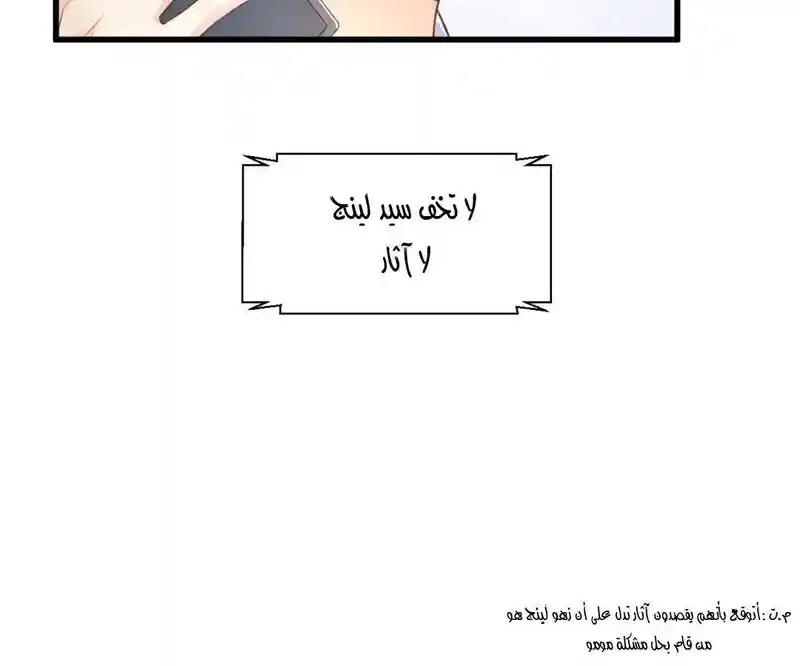 لا تخف سيد لينج
لا آثار
م.ت : أتوقع بأنهم يقصدون آثار تدل على أن زهو لينج هو
من قام بحل مشكلة مومو